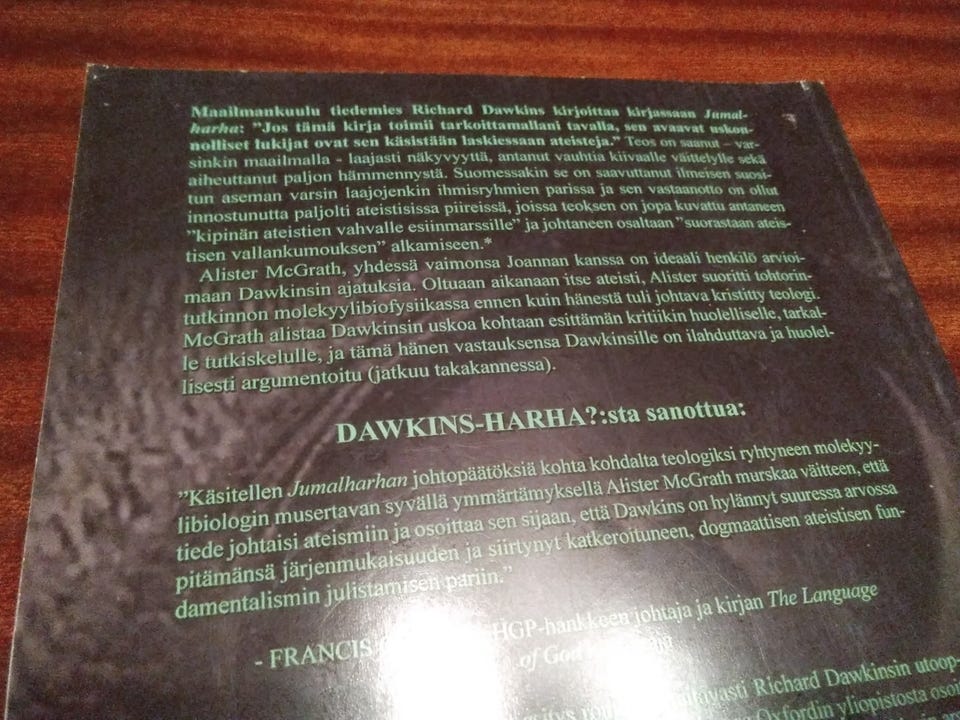 Maailmankuulu tiedemies Richard Dawkins kirjoittaa kirjassaan Jumal-
harha: "Jos tämä kirja toimii tarkoittamallani tavalla, sen avaavat uskon-
nolliset lukijat ovat sen käsistään laskiessaan ateisteja." Teos on saanut – var-
sinkin maailmalla - laajasti näkyvyyttä, antanut vauhtia kiivaalle väittelylle sekä
aiheuttanut paljon hämmennystä. Suomessakin se on saavuttanut ilmeisen suosi-
tun aseman varsin laajojenkin ihmisryhmien parissa ja sen vastaanotto on ollut
innostunutta paljolti ateistisissa piireissä, joissa teoksen on jopa kuvattu antaneen
"kipinän ateistien vahvalle esiinmarssille" ja johtaneen osaltaan "suorastaan ateis-
tisen vallankumouksen" alkamiseen.*
Alister McGrath, yhdessä vaimonsa Joannan kanssa on ideaali henkilö arvioi-
maan Dawkinsin ajatuksia. Oltuaan aikanaan itse ateisti, Alister suoritti tohtorin-
tutkinnon molekyylibiofysiikassa ennen kuin hänestä tuli johtava kristitty teologi.
McGrath alistaa Dawkinsin uskoa kohtaan esittämän kritiikin huolelliselle, tarkal-
le tutkiskelulle, ja tämä hänen vastauksensa Dawkinsille on ilahduttava ja huolel-
lisesti argumentoitu (jatkuu takakannessa).
DAWKINS-HARHA?:sta sanottua:
"Käsitellen Jumalharhan johtopäätöksiä kohta kohdalta teologiksi ryhtyneen molekyy-
libiologin musertavan syvällä ymmärtämyksellä Alister McGrath murskaa väitteen, että
tiede johtaisi ateismiin ja osoittaa sen sijaan, että Dawkins on hylännyt suuressa arvossa
pitämänsä järjenmukaisuuden ja siirtynyt katkeroituneen, dogmaattisen ateistisen fun-
damentalismin julistamisen pariin."
- FRANCIS HGP-hankkeen johtaja ja kirjan The Language
of God
Richard Dawkinsin utoop-
Oxfordin yliopistosta